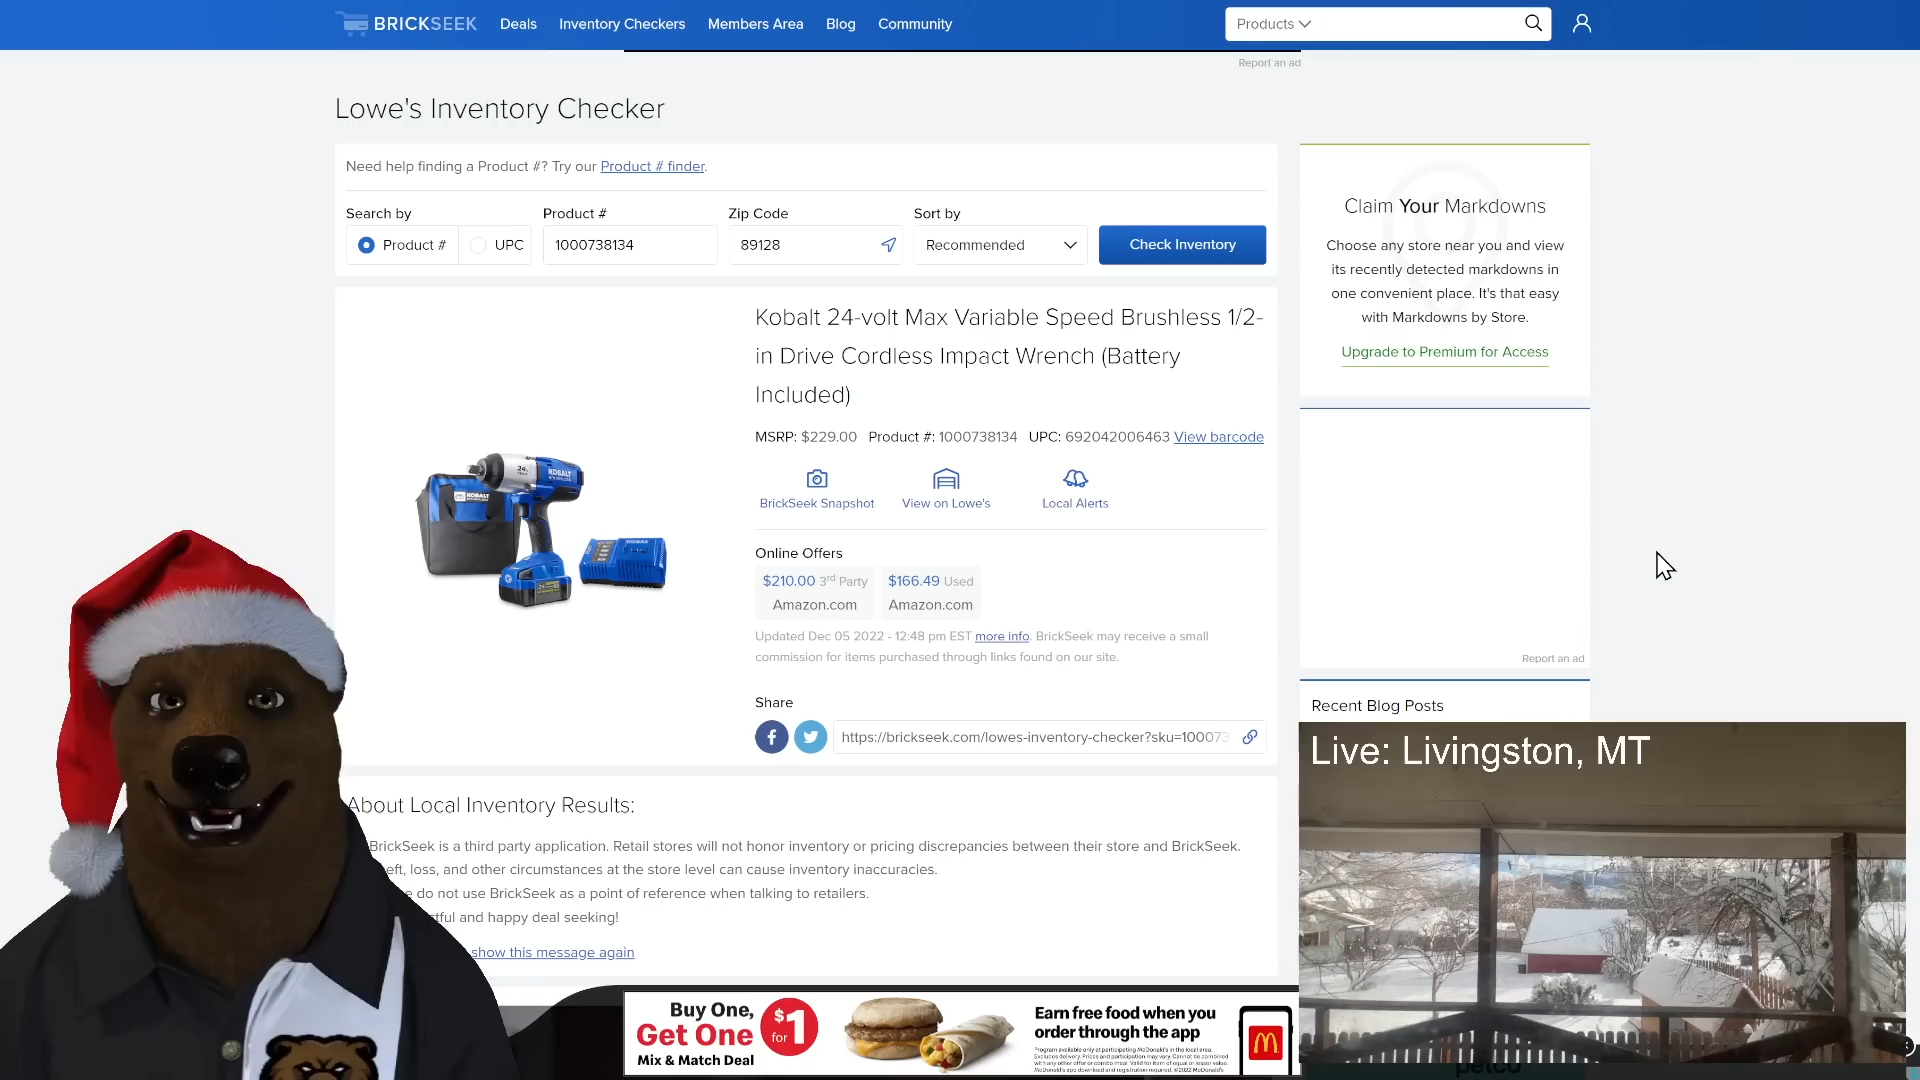 BRICKSEEK
Deals
Inventory Checkers
Members Area
Blog
Community
Products
Report an ad
Lowe's Inventory Checker
Need help finding a Product #? Try our Product # finder.
Search by
Product #
Zip Code
Sort by
Product #
UPC
1000738134
89128
Recommended
Check Inventory
Kobalt 24-volt Max Variable Speed Brushless 1/2-
in Drive Cordless Impact Wrench (Battery
Included)
MSRP: $229.00 Product #: 1000738134 UPC: 692042006463 View barcode
BrickSeek Snapshot
View on Lowe's
Local Alerts
Online Offers
$210.00 3rd Party
Amazon.com
$166.49 Used
Amazon.com
Updated Dec 05 2022 - 12:48 pm EST more info. BrickSeek may receive a small
commission for items purchased through links found on our site.
Share
https://brickseek.com/lowes-inventory-checker?sku=100073
About Local Inventory Results:
BrickSeek is a third party application. Retail stores will not honor inventory or pricing discrepancies between their store and BrickSeek.
eft, loss, and other circumstances at the store level can cause inventory inaccuracies.
e do not use BrickSeek as a point of reference when talking to retailers.
tful and happy deal seeking!
show this message again
Claim Your Markdowns
Choose any store near you and view
its recently detected markdowns in
one convenient place. It's that easy
with Markdowns by Store.
Upgrade to Premium for Access
Report an ad
Recent Blog Posts
Live: Livingston, MT
Buy One,
Get One
$1
for
Mix & Match Deal
Earn free food when you
order through the app
petco
KOBALT
24
KOBALT